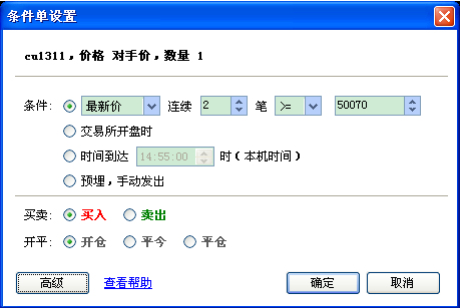 条件单设置
cu1311，价格 对手价，数量 1
条件: 最新价 连续 2 笔 >= 50070
交易所开盘时
时间到达 14:55:00 时(本机时间)
预埋，手动发出
买卖: 买入 卖出
开平: 开仓 平今 平仓
高级 查看帮助 确定 取消